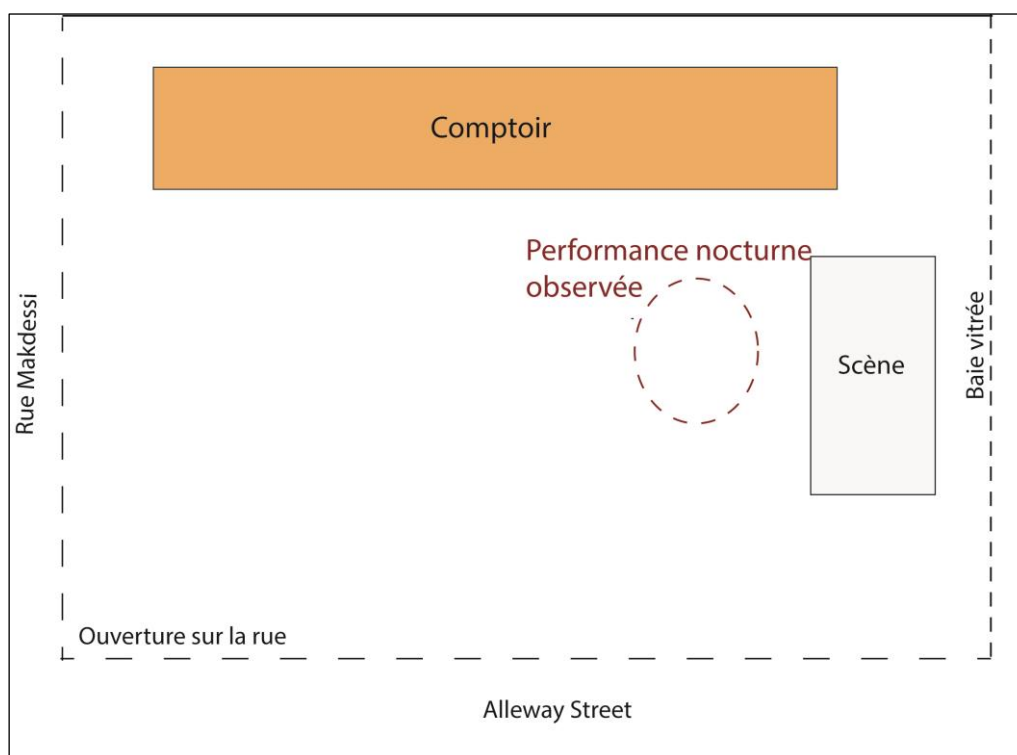 Comptoir
Performance nocturne
observée
Rue Makdessi
Scène
Baie vitrée
Ouverture sur la rue
Alleway Street